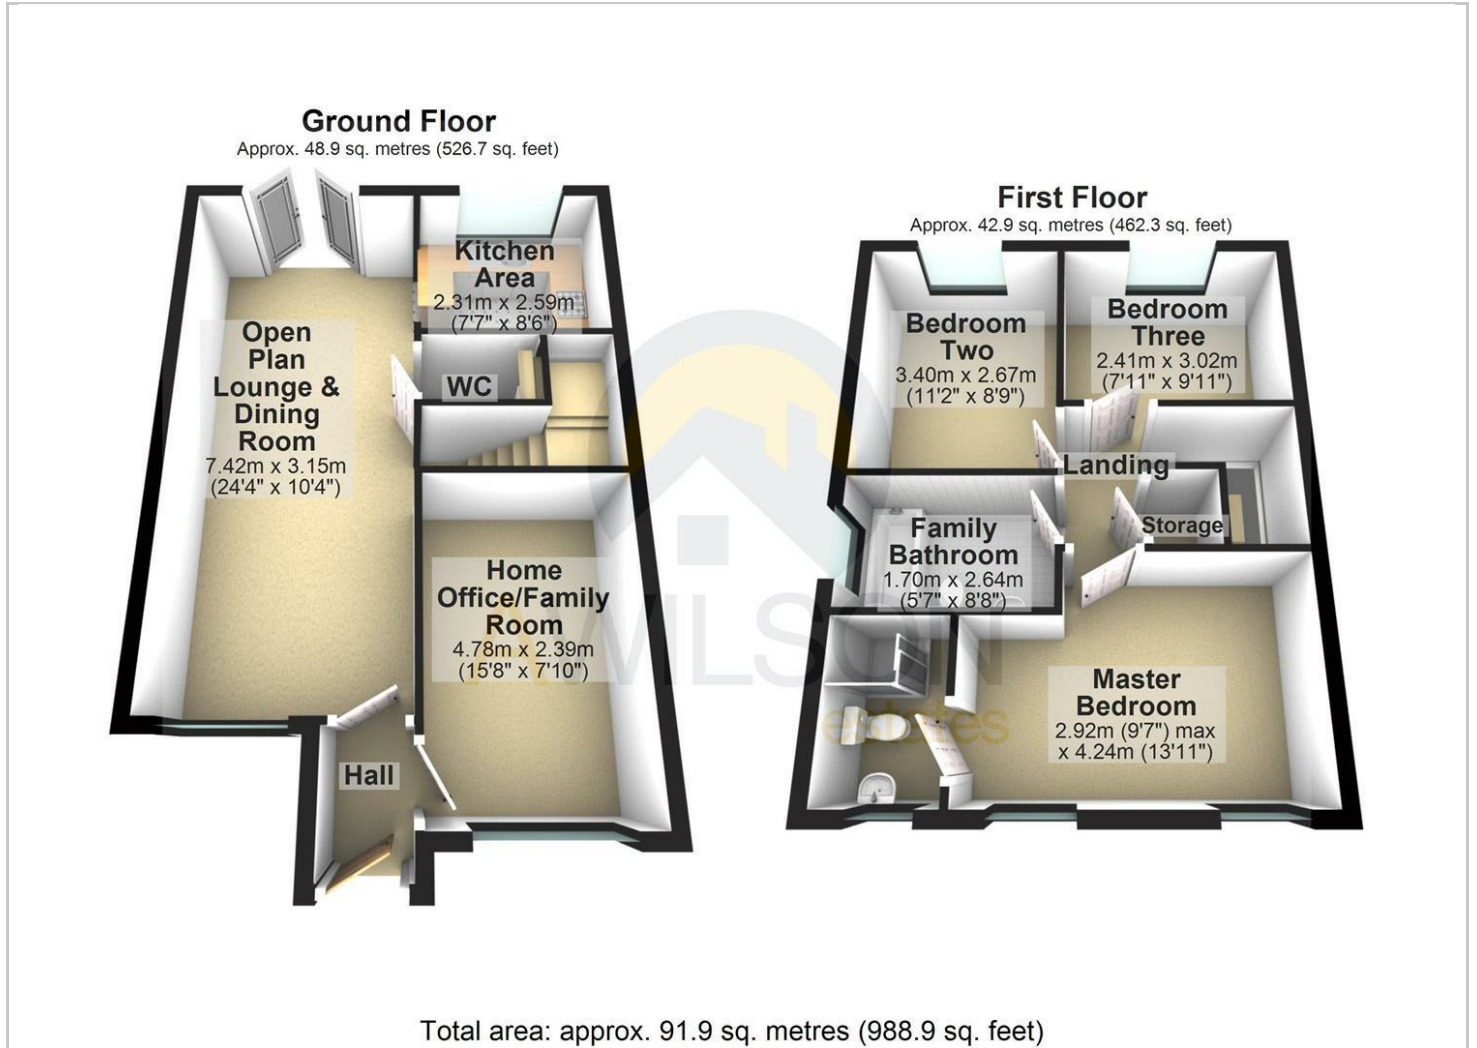 Ground Floor
Approx. 48.9 sq. metres (526.7 sq. feet)
Kitchen
Area
2.31m x 2.59m
(7'7" x 8'6")
Open
Plan
Lounge &
Dining
Room
7.42m x 3.15m
(24'4" x 10'4")
WC
Home
Office/Family
Room
4.78m x 2.39m
(15'8" x 7'10")
Hall
First Floor
Approx. 42.9 sq. metres (462.3 sq. feet)
Bedroom
Two
3.40m x 2.67m
(11'2" x 8'9")
Bedroom
Three
2.41m x 3.02m
(7'11" x 9'11")
Landing
Storage
Family
Bathroom
1.70m x 2.64m
(5'7" x 8'8")
Master
Bedroom
2.92m (9'7") max
x 4.24m (13'11")
AWILSON
estates
Total area: approx. 91.9 sq. metres (988.9 sq. feet)